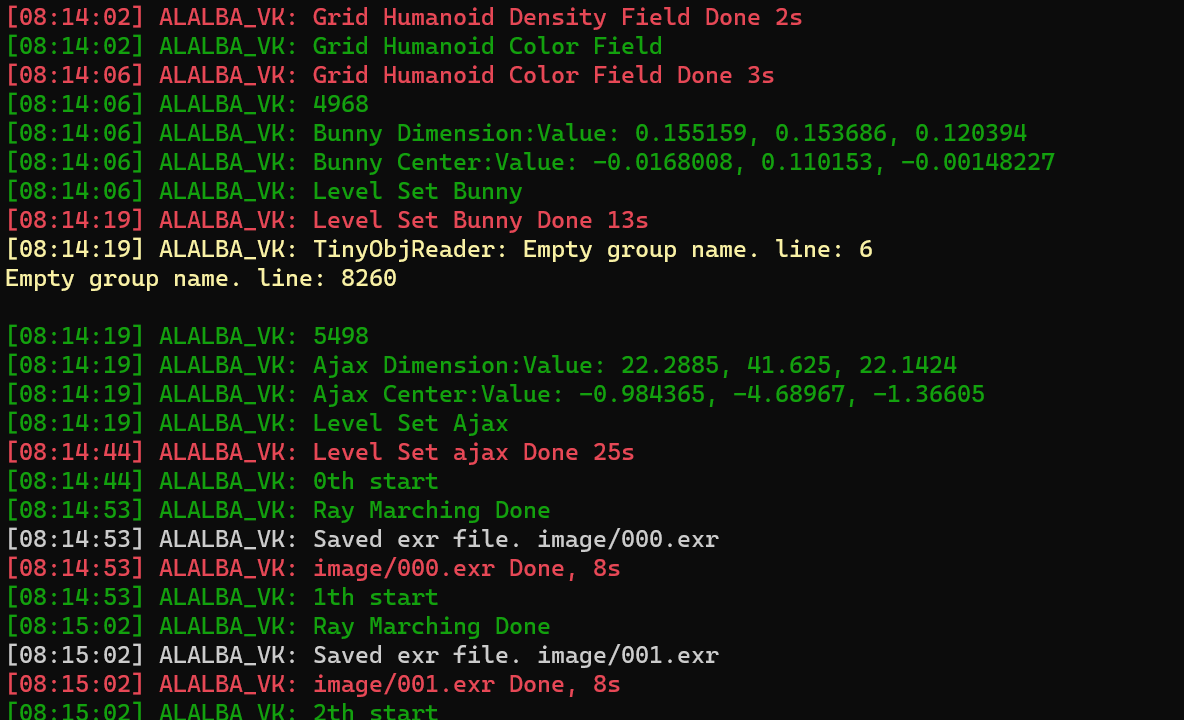 [08:14:02] ALALBA_VK: Grid Humanoid Density Field Done 2s
[08:14:02] ALALBA_VK: Grid Humanoid Color Field
[08:14:06] ALALBA_VK: Grid Humanoid Color Field Done 3s
[08:14:06] ALALBA_VK: 4968
[08:14:06] ALALBA_VK: Bunny Dimension:Value: 0.155159, 0.153686, 0.120394
[08:14:06] ALALBA_VK: Bunny Center:Value: -0.0168008, 0.110153, -0.00148227
[08:14:06] ALALBA_VK: Level Set Bunny
[08:14:19] ALALBA_VK: Level Set Bunny Done 13s
[08:14:19] ALALBA_VK: TinyObjReader: Empty group name. line: 6
Empty group name. line: 8260
[08:14:19] ALALBA_VK: 5498
[08:14:19] ALALBA_VK: Ajax Dimension:Value: 22.2885, 41.625, 22.1424
[08:14:19] ALALBA_VK: Ajax Center:Value: -0.984365, -4.68967, -1.36605
[08:14:19] ALALBA_VK: Level Set Ajax
[08:14:44] ALALBA_VK: Level Set ajax Done 25s
[08:14:44] ALALBA_VK: 0th start
[08:14:53] ALALBA_VK: Ray Marching Done
[08:14:53] ALALBA_VK: Saved exr file. image/000.exr
[08:14:53] ALALBA_VK: image/000.exr Done, 8s
[08:14:53] ALALBA_VK: 1th start
[08:15:02] ALALBA_VK: Ray Marching Done
[08:15:02] ALALBA_VK: Saved exr file. image/001.exr
[08:15:02] ALALBA_VK: image/001.exr Done, 8s
[08:15:02] ALALBA_VK: 2th start